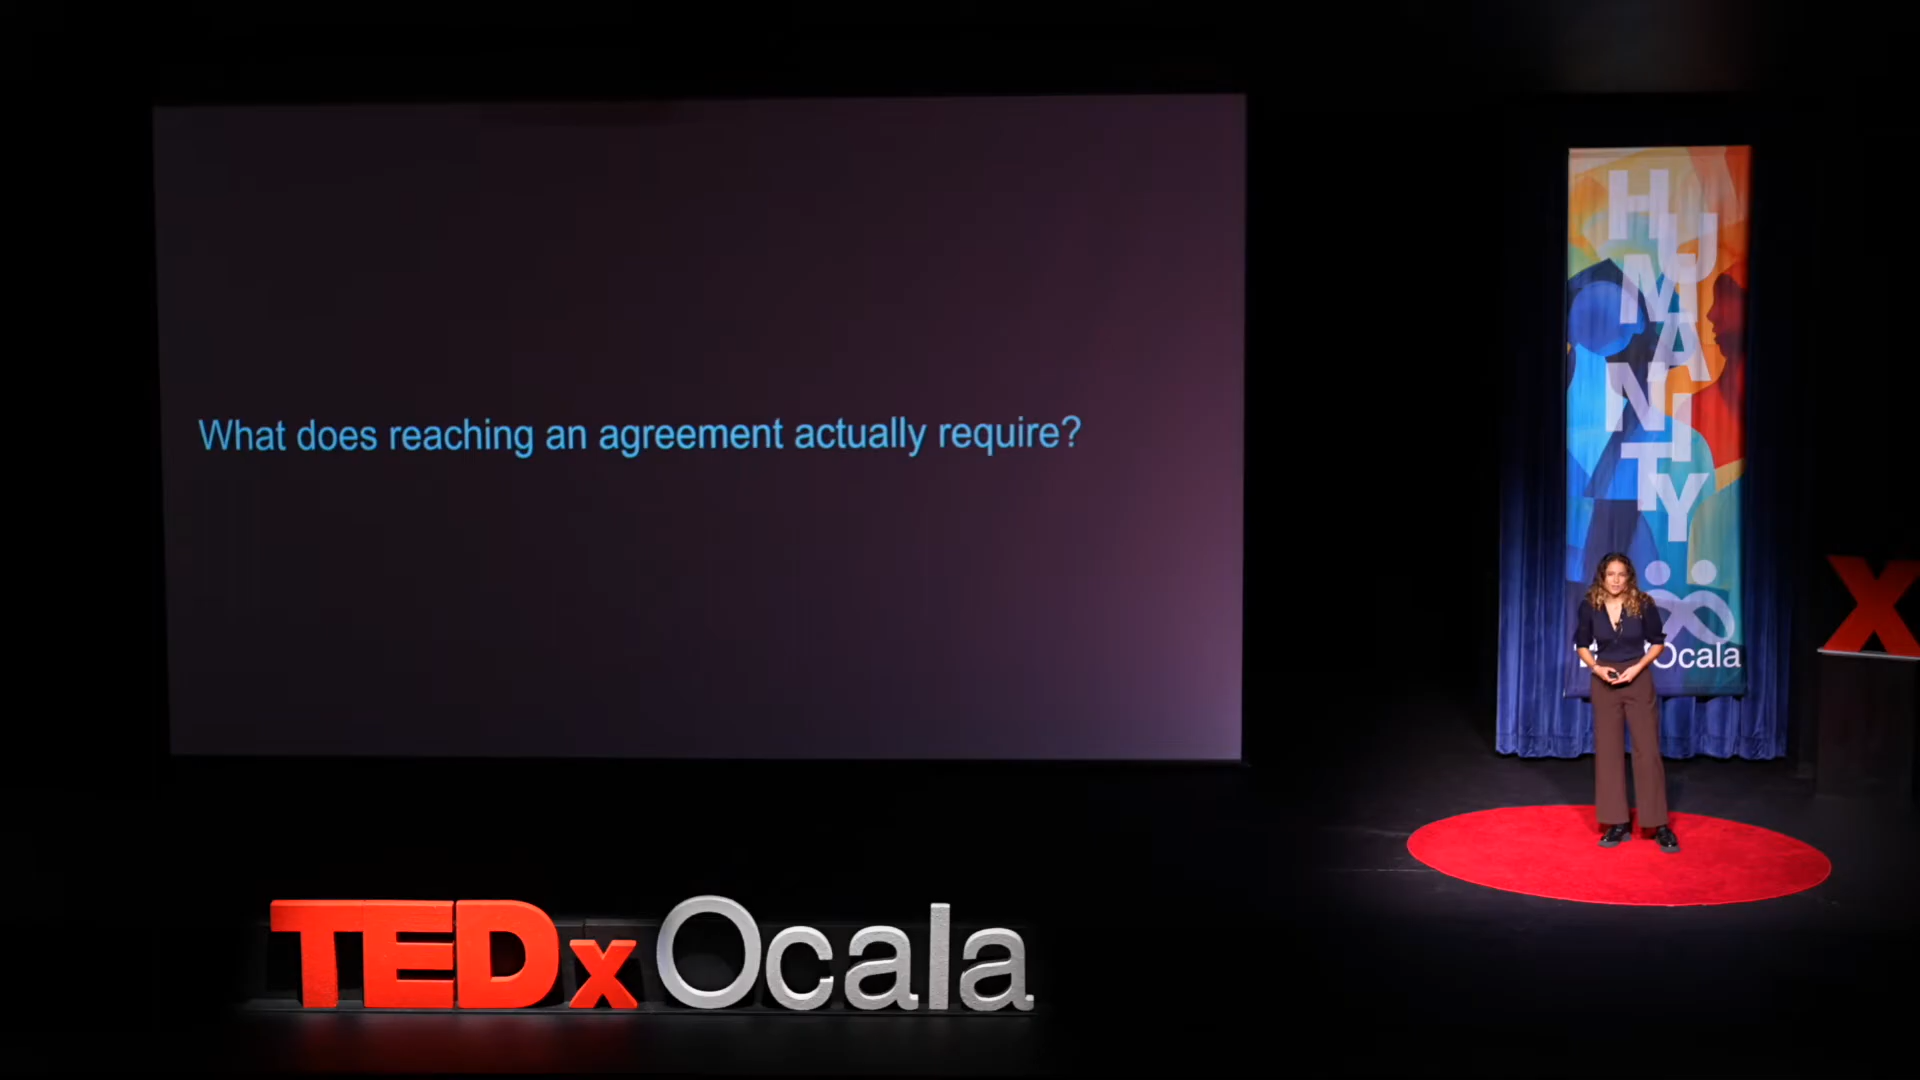 What does reaching an agreement actually require?
HUMANITY
Ocala
X
TEDxOcala